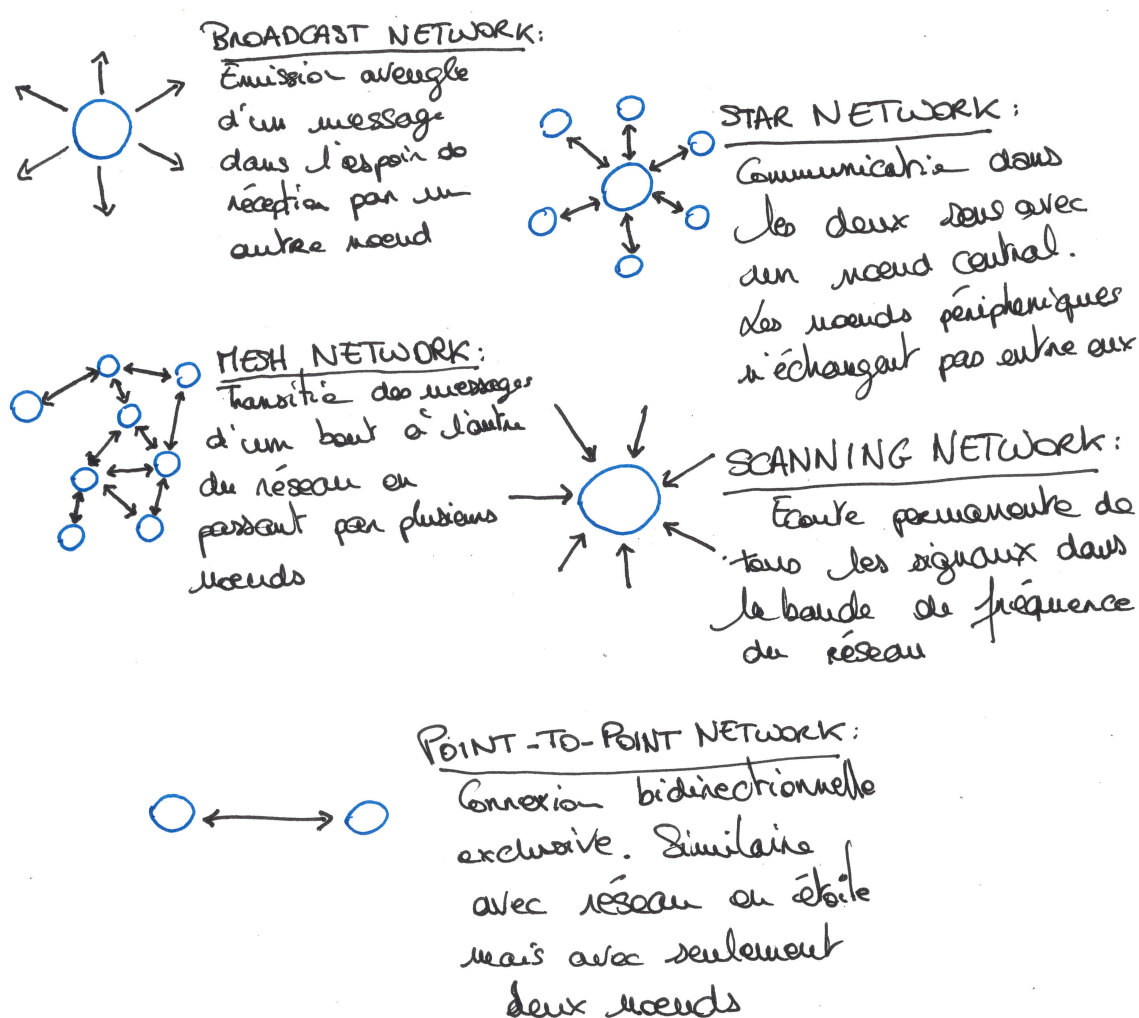 BROADCAST NETWORK:
Émission aveugle
d'un message
dans l'espoir de
réception par un
autre noeud
STAR NETWORK:
Communication dans
les deux sens avec
un noeud central.
Les noeuds périphériques
n'échangent pas entre eux
MESH NETWORK:
Transition des messages
d'un bout à l'autre
du réseau en
passant par plusieurs
noeuds
SCANNING NETWORK:
Écoute permanente de
tous les signaux dans
la bande de fréquence
du réseau
POINT-TO-POINT NETWORK:
Connexion bidirectionnelle
exclusive. Similaire
avec réseau en étoile
mais avec seulement
deux noeuds